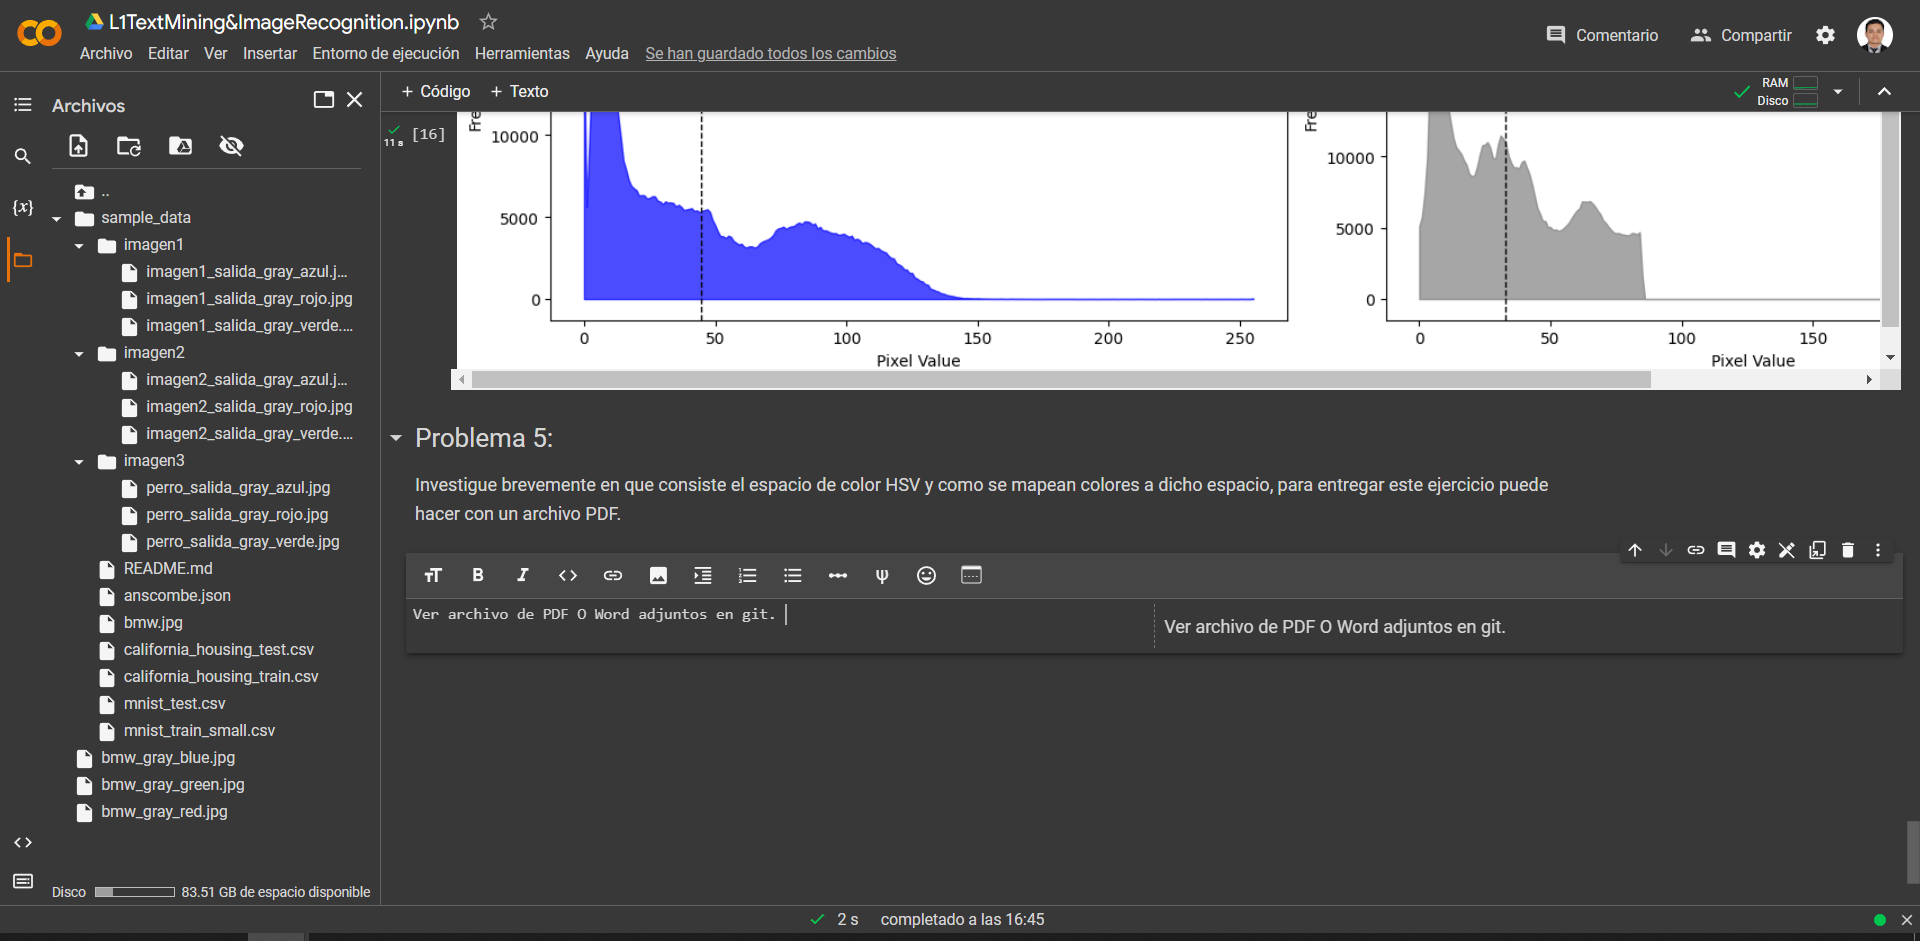 L1TextMining&ImageRecognition.ipynb
Archivo Editar Ver Insertar Entorno de ejecución Herramientas Ayuda Se han guardado todos los cambios
Comentario Compartir
Archivos
+ Código + Texto
RAM
Disco
{x}
..
sample_data
imagen1
imagen1_salida_gray_azul.j...
imagen1_salida_gray_rojo.jpg
imagen1_salida_gray_verde....
imagen2
imagen2_salida_gray_azul.j...
imagen2_salida_gray_rojo.jpg
imagen2_salida_gray_verde....
imagen3
perro_salida_gray_azul.jpg
perro_salida_gray_rojo.jpg
perro_salida_gray_verde.jpg
README.md
anscombe.json
bmw.jpg
california_housing_test.csv
california_housing_train.csv
mnist_test.csv
mnist_train_small.csv
bmw_gray_blue.jpg
bmw_gray_green.jpg
bmw_gray_red.jpg
Disco 83.51 GB de espacio disponible
[16]
11 s
Fre
10000
5000
0
0 50 100 150 200 250
Pixel Value
Fre
10000
5000
0
0 50 100 150
Pixel Value
Problema 5:
Investigue brevemente en que consiste el espacio de color HSV y como se mapean colores a dicho espacio, para entregar este ejercicio puede
hacer con un archivo PDF.
Ver archivo de PDF O Word adjuntos en git.
Ver archivo de PDF O Word adjuntos en git.
2 s completado a las 16:45